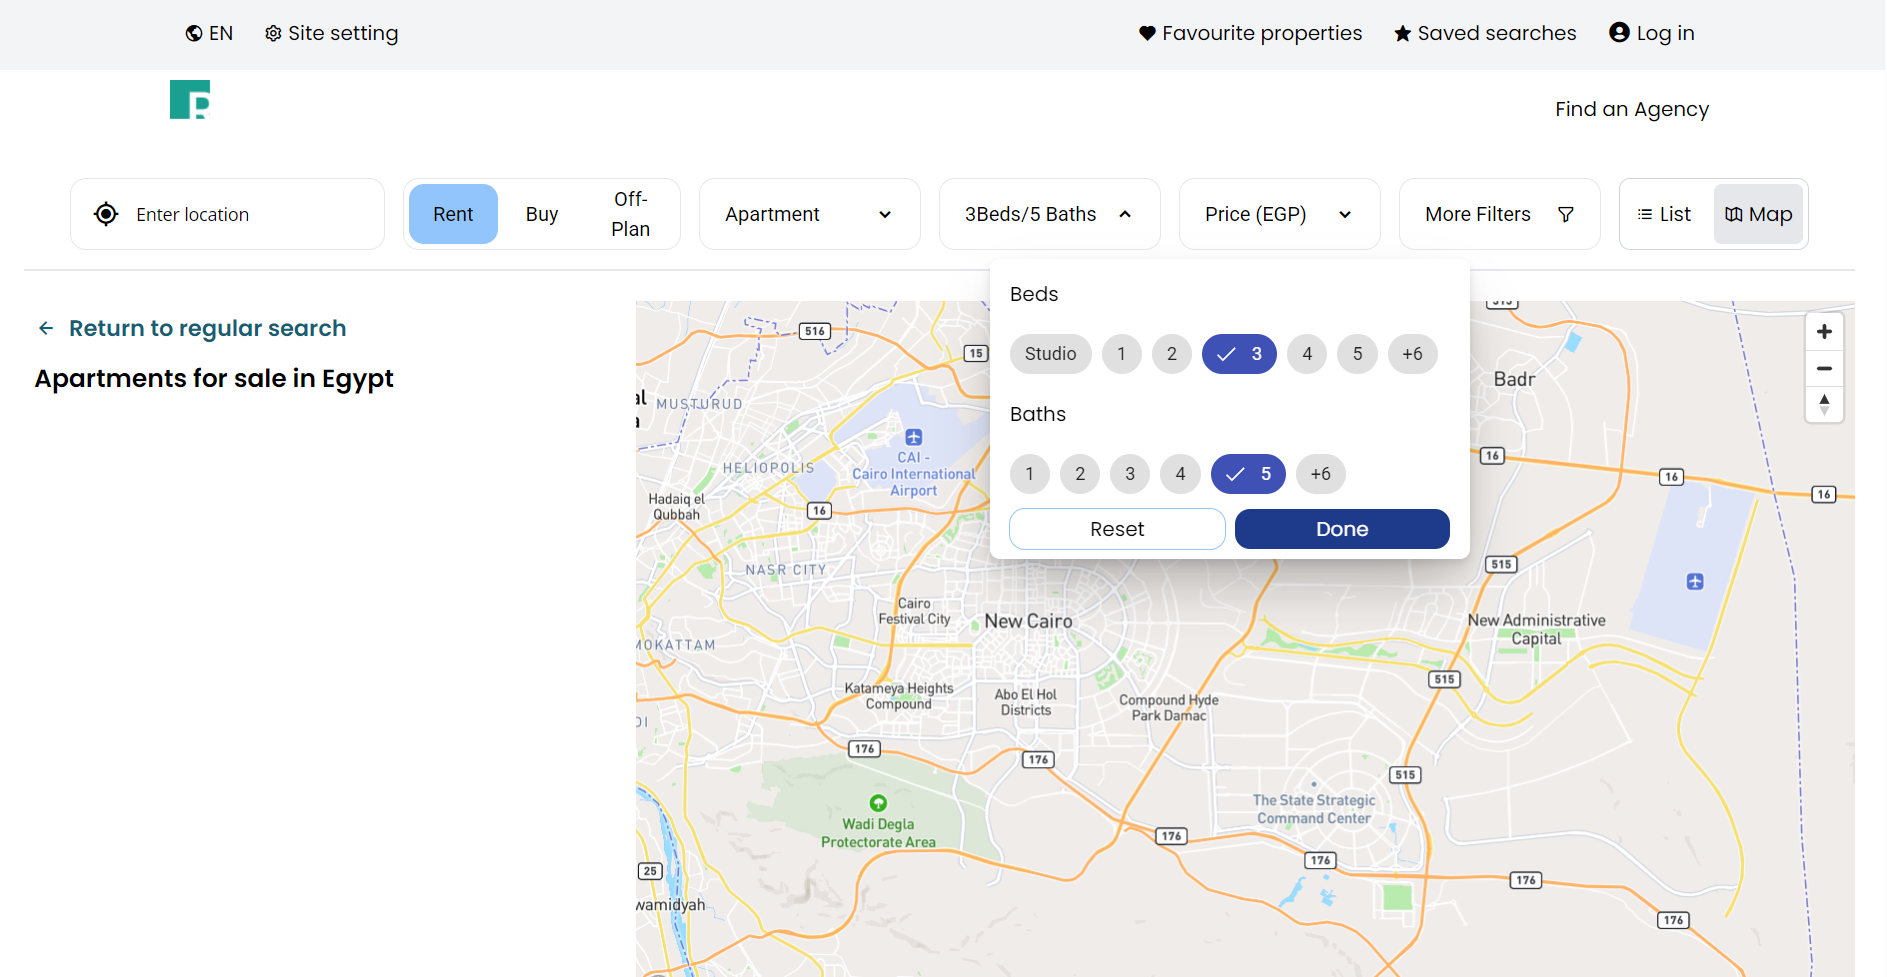 EN
Site setting
Favourite properties
Saved searches
Log in
Find an Agency
Enter location
Rent
Buy
Off-
Plan
Apartment
3Beds/5 Baths
Price (EGP)
More Filters
List
Map
Return to regular search
Apartments for sale in Egypt
Beds
Studio
1
2
3
4
5
+6
Baths
1
2
3
4
5
+6
Reset
Done
516
15
MUSTURUD
HELIOPOLIS
CAI -
Cairo International
Airport
Hadaiq el
Qubbah
16
NASR CITY
Cairo
Festival City
New Cairo
MOKATTAM
Katameya Heights
Compound
Abo El Hol
Districts
Compound Hyde
Park Damac
176
176
Wadi Degla
Protectorate Area
25
wamidyah
515
Badr
16
16
16
515
New Administrative
Capital
515
515
The State Strategic
Command Center
176
176
176
176